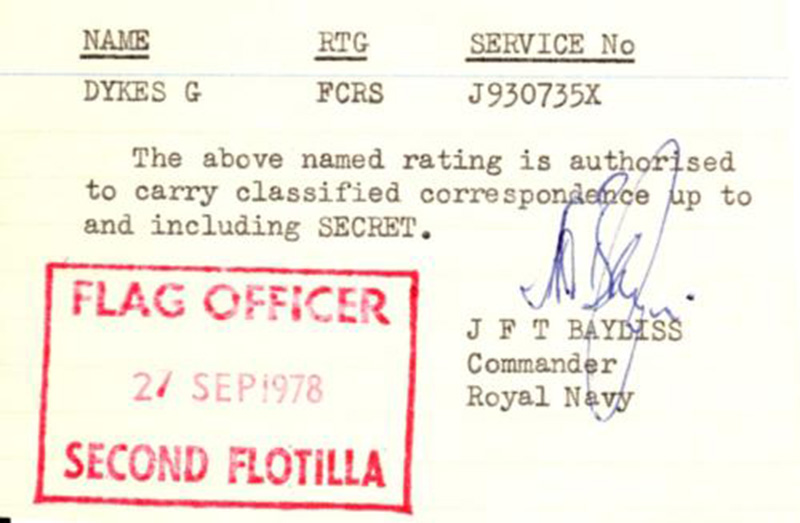 NAME RTG SERVICE No
DYKES G FCRS J930735X
The above named rating is authorised
to carry classified correspondence up to
and including SECRET.
FLAG OFFICER
SEP 1978
SECOND FLOTILLA
J F T BAYLISS
Commander
Royal Navy